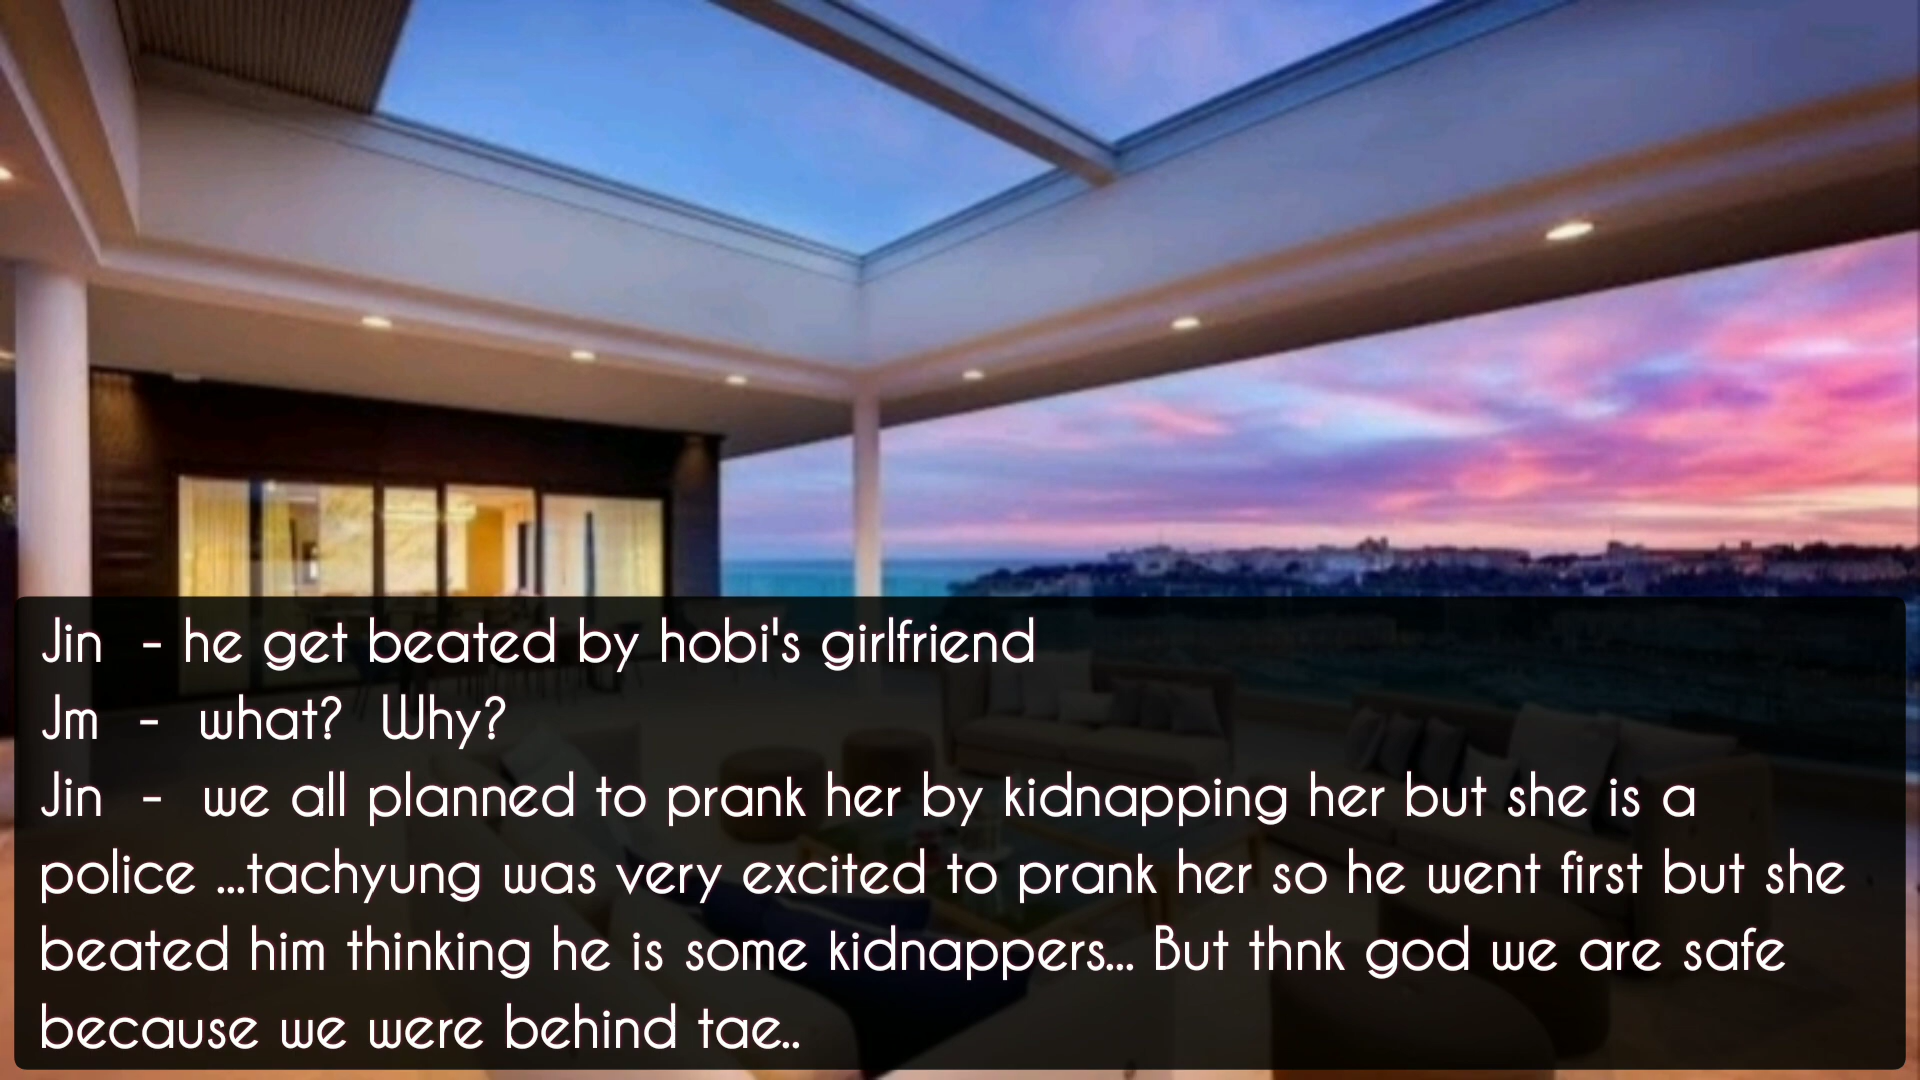 Jin - he get beated by hobi's girlfriend
Jm - what? Why?
Jin - we all planned to prank her by kidnapping her but she is a
police ...tachyung was very excited to prank her so he went first but she
beated him thinking he is some kidnappers... But thnk god we are safe
because we were behind tae..